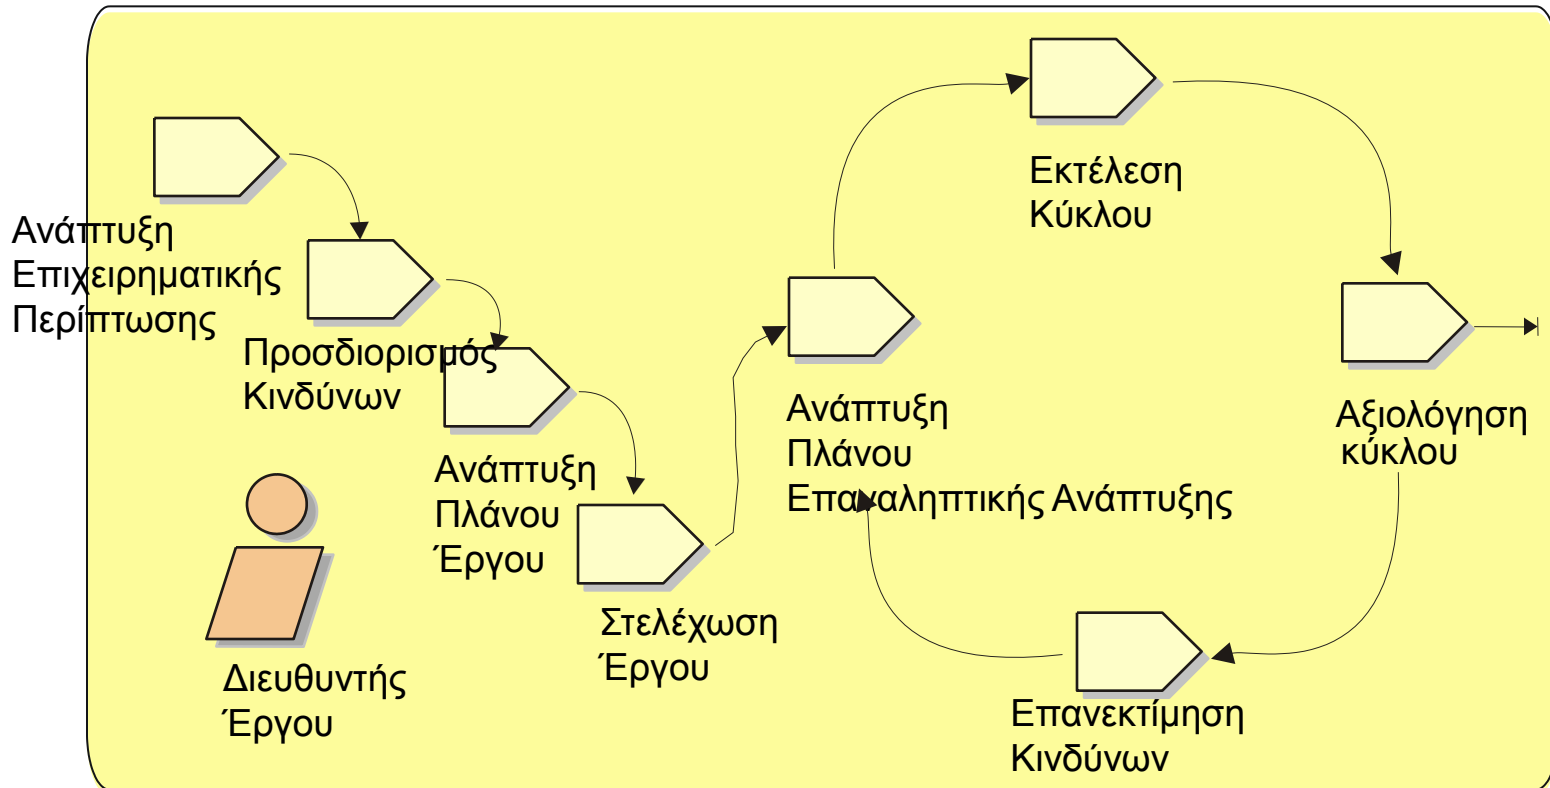 Ανάπτυξη
Επιχειρηματικής
Περίπτωσης
Προσδιορισμός
Κινδύνων
Ανάπτυξη
Πλάνου
Έργου
Στελέχωση
Έργου
Ανάπτυξη
Πλάνου
Επαναληπτικής Ανάπτυξης
Εκτέλεση
Κύκλου
Αξιολόγηση
κύκλου
Επανεκτίμηση
Κινδύνων
Διευθυντής
Έργου